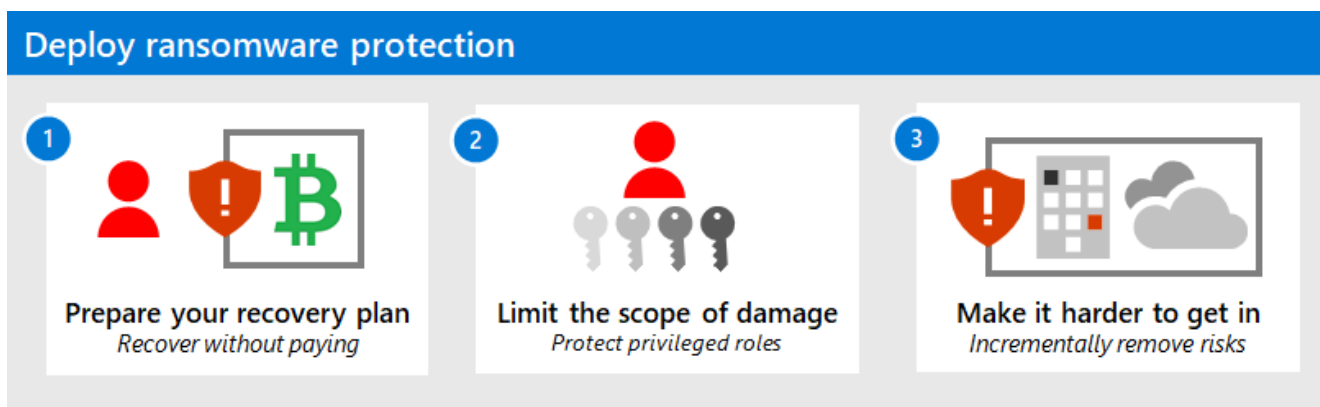 Deploy ransomware protection
1
Prepare your recovery plan
Recover without paying
2
Limit the scope of damage
Protect privileged roles
3
Make it harder to get in
Incrementally remove risks